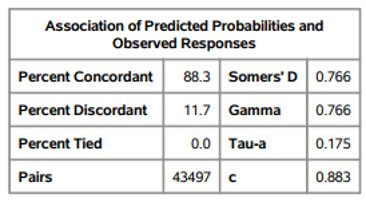 Association of Predicted Probabilities and
Observed Responses
Percent Concordant 88.3 Somers' D 0.766
Percent Discordant 11.7 Gamma 0.766
Percent Tied 0.0 Tau-a 0.175
Pairs 43497 c 0.883